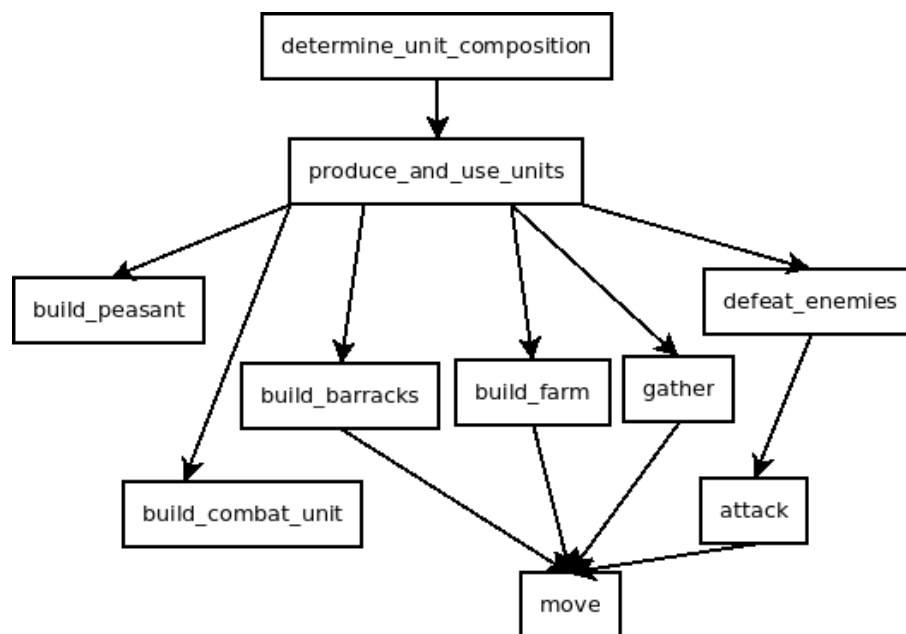 determine_unit_composition
produce_and_use_units
build_peasant
defeat_enemies
build_barracks
build_farm
gather
build_combat_unit
attack
move